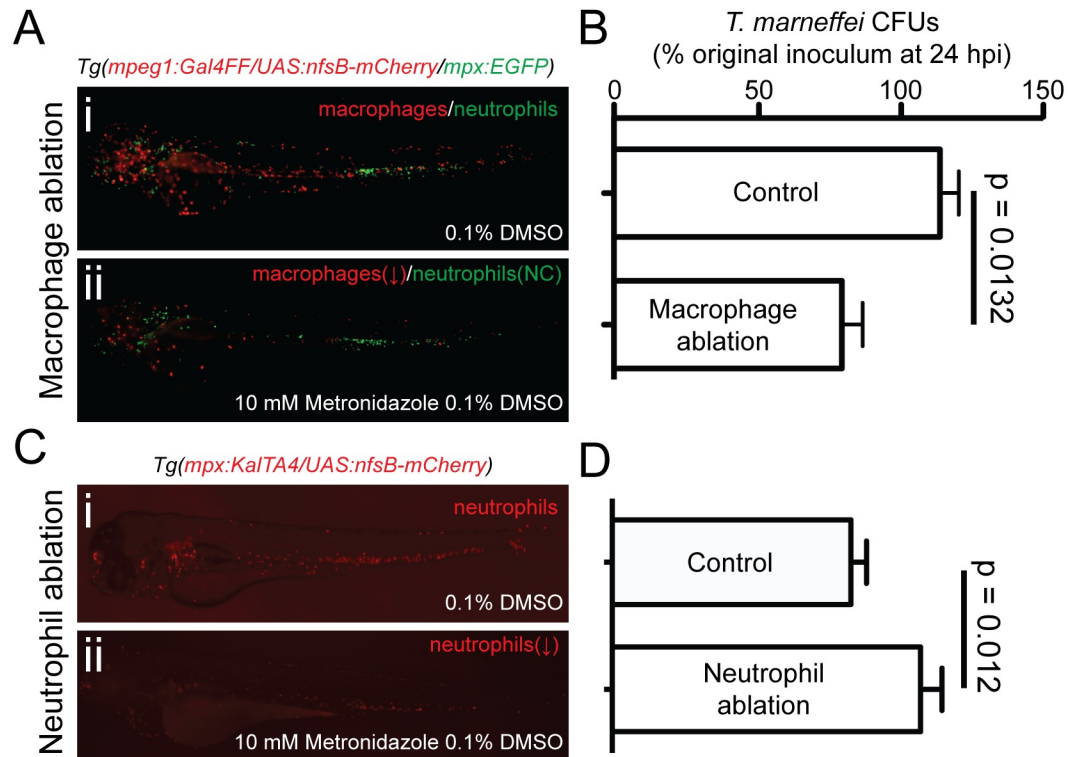 A
Tg(mpeg1:Gal4FF/UAS:nfsB-mCherry/mpx:EGFP)
Macrophage ablation
i
macrophages/neutrophils
0.1% DMSO
ii
macrophages(↓)/neutrophils(NC)
10 mM Metronidazole 0.1% DMSO
B
T. marneffei CFUs
(% original inoculum at 24 hpi)
0 50 100 150
Control
Macrophage
ablation
p = 0.0132
C
Tg(mpx:KalTA4/UAS:nfsB-mCherry)
Neutrophil ablation
i
neutrophils
0.1% DMSO
ii
neutrophils(↓)
10 mM Metronidazole 0.1% DMSO
D
Control
Neutrophil
ablation
p = 0.012